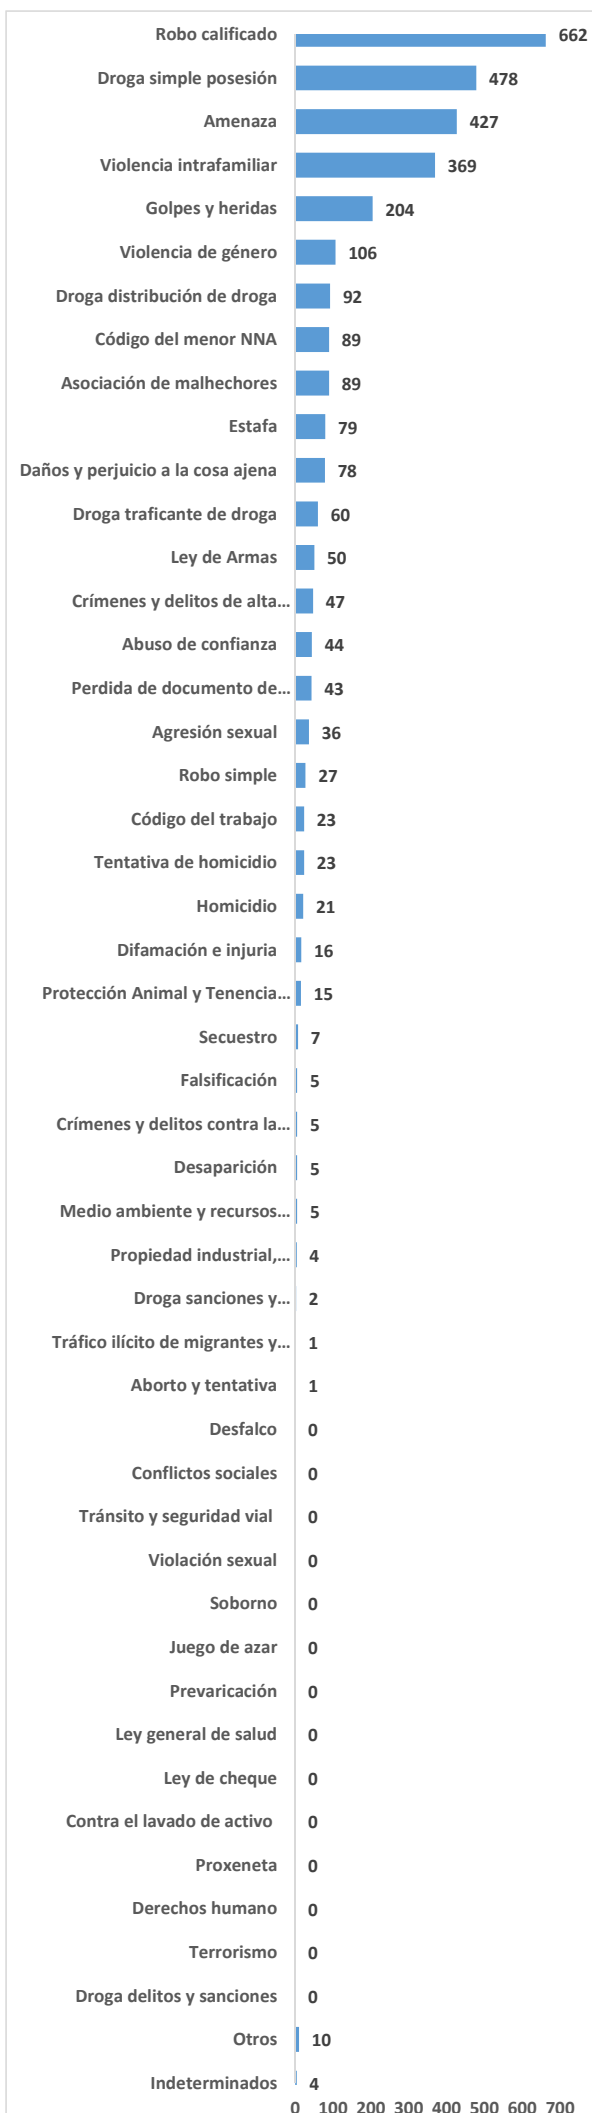 Robo calificado 662
Droga simple posesión 478
Amenaza 427
Violencia intrafamiliar 369
Golpes y heridas 204
Violencia de género 106
Droga distribución de droga 92
Código del menor NNA 89
Asociación de malhechores 89
Estafa 79
Daños y perjuicio a la cosa ajena 78
Droga traficante de droga 60
Ley de Armas 50
Crímenes y delitos de alta... 47
Abuso de confianza 44
Perdida de documento de... 43
Agresión sexual 36
Robo simple 27
Código del trabajo 23
Tentativa de homicidio 23
Homicidio 21
Difamación e injuria 16
Protección Animal y Tenencia... 15
Secuestro 7
Falsificación 5
Crímenes y delitos contra la... 5
Desaparición 5
Medio ambiente y recursos... 5
Propiedad industrial,... 4
Droga sanciones y... 2
Tráfico ilícito de migrantes y... 1
Aborto y tentativa 1
Desfalco 0
Conflictos sociales 0
Tránsito y seguridad vial 0
Violación sexual 0
Soborno 0
Juego de azar 0
Prevaricación 0
Ley general de salud 0
Ley de cheque 0
Contra el lavado de activo 0
Proxeneta 0
Derechos humano 0
Terrorismo 0
Droga delitos y sanciones 0
Otros 10
Indeterminados 4
0 100 200 300 400 500 600 700